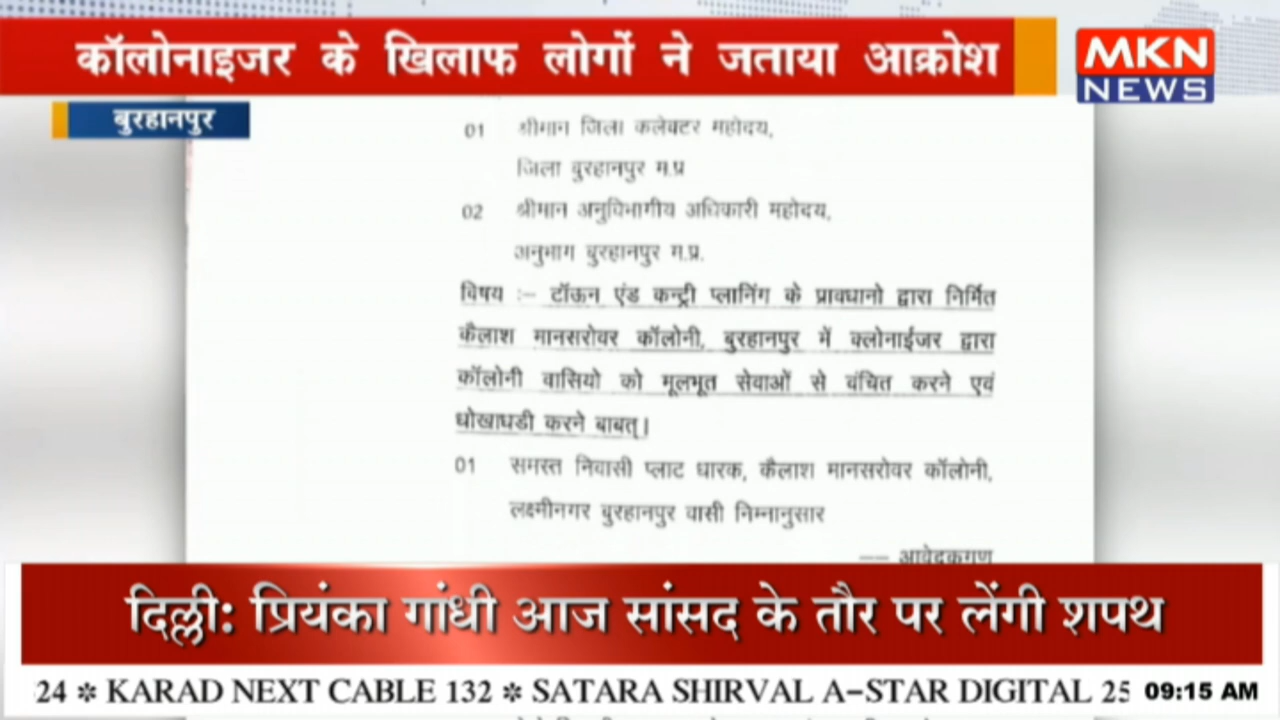 कॉलोनाइजर के खिलाफ लोगों ने जताया आक्रोश
MKN
NEWS
बुरहानपुर
01 श्रीमान जिला कलेक्टर महोदय,
जिला बुरहानपुर म.प्र
02 श्रीमान अनुविभागीय अधिकारी महोदय,
अनुभाग बुरहानपुर म.प्र.
विषय :– टॉऊन एंड कन्ट्री प्लानिंग के प्रावधानो द्वारा निर्मित
कैलाश मानसरोवर कॉलोनी, बुरहानपुर में क्लोनाईजर द्वारा
कॉलोनी वासियो को मूलभूत सेवाओं से वंचित करने एवं
धोखाघडी करने बाबत्।
01 समस्त निवासी प्लाट धारक, कैलाश मानसरोवर कॉलोनी,
लक्ष्मीनगर बुरहानपुर वासी निम्नानुसार
–– आवेदकगण
दिल्ली: प्रियंका गांधी आज सांसद के तौर पर लेंगी शपथ
24 ✻ KARAD NEXT CABLE 132 ✻ SATARA SHIRVAL A–STAR DIGITAL 25 09:15 AM